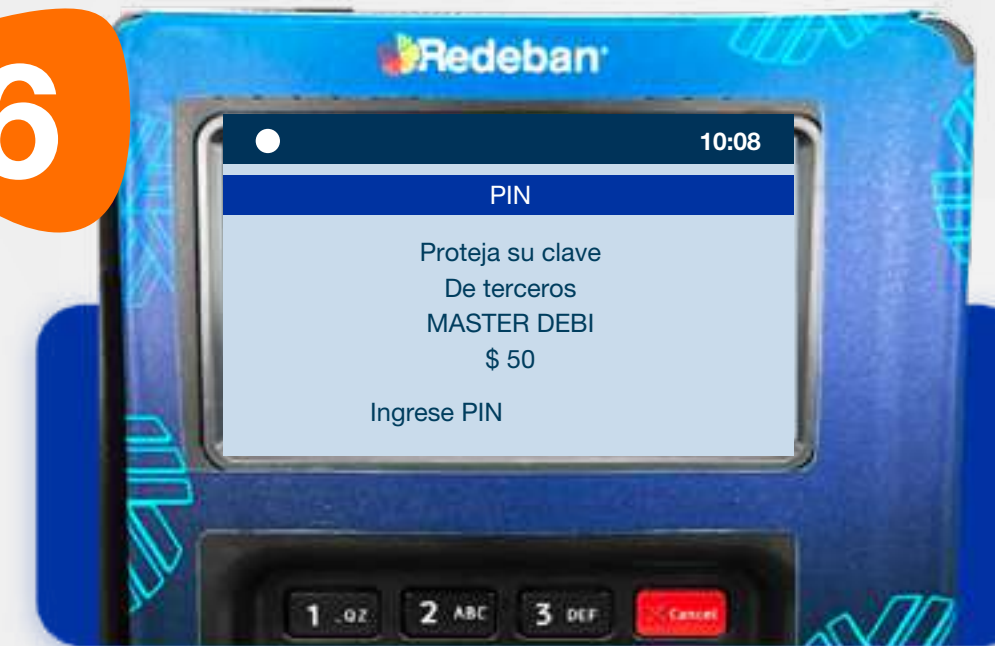 6
Redeban
10:08
PIN
Proteja su clave
De terceros
MASTER DEBI
$ 50
Ingrese PIN
1 .QZ 2 ABC 3 DEF Cancel